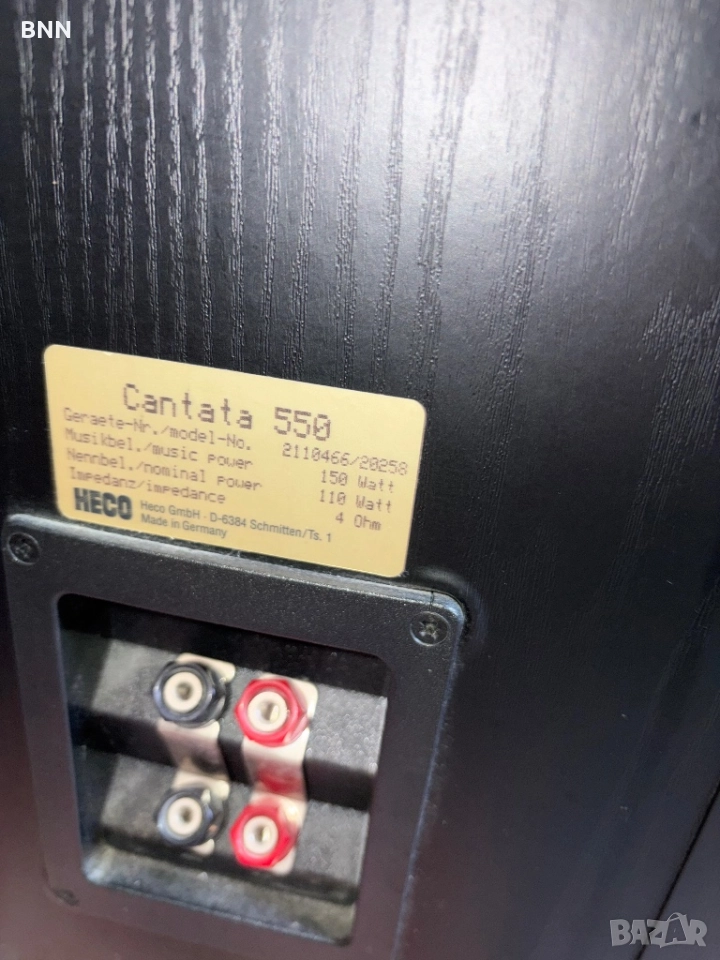 BNN
Cantata 550
Geraete-Nr./model-No. 2110466/20258
Musikbel./music power 150 Watt
Nennbel./nominal power 110 Watt
Impedanz/impedance 4 Ohm
HECO Heco GmbH · D-6384 Schmitten/Ts. 1
Made in Germany
BAZAR